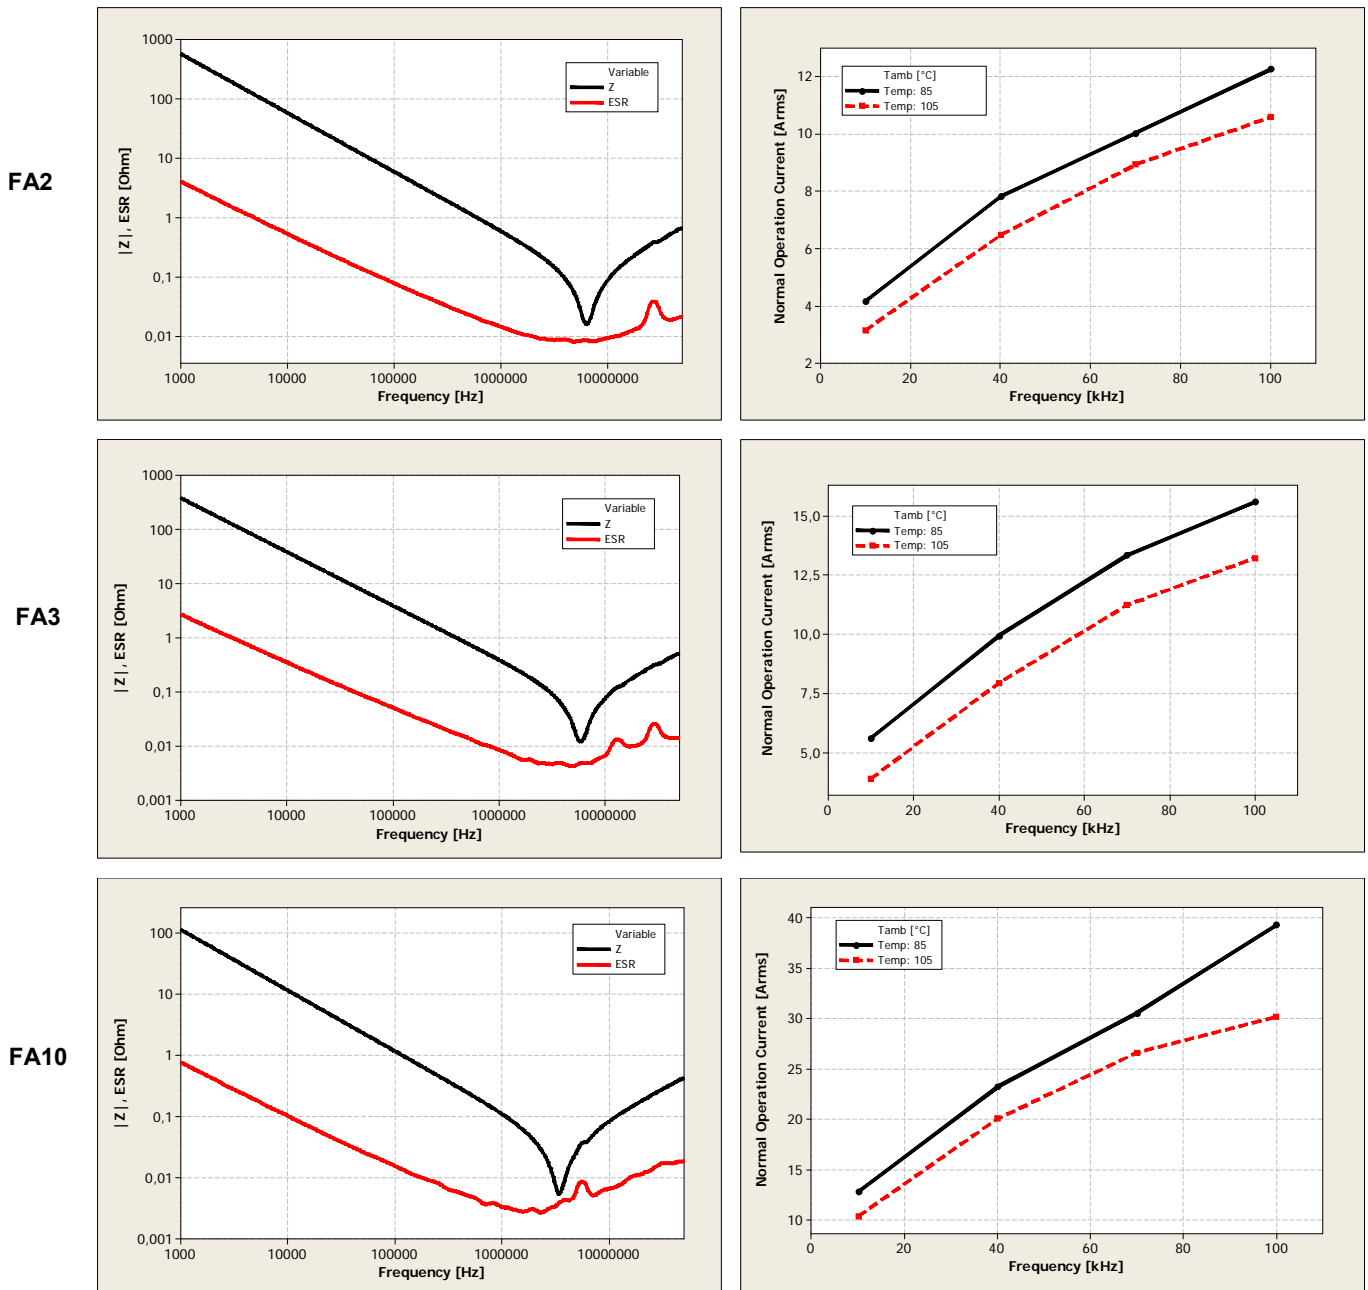 FA2
1000
100
10
1
0,1
0,01
|Z|, ESR [Ohm]
Variable
Z
ESR
1000
10000
100000
1000000
10000000
Frequency [Hz]
12
10
8
6
4
2
Normal Operation Current [Arms]
Tamb [°C]
Temp: 85
Temp: 105
0
20
40
60
80
100
Frequency [kHz]
FA3
1000
100
10
1
0,1
0,01
0,001
|Z|, ESR [Ohm]
Variable
Z
ESR
1000
10000
100000
1000000
10000000
Frequency [Hz]
15,0
12,5
10,0
7,5
5,0
Normal Operation Current [Arms]
Tamb [°C]
Temp: 85
Temp: 105
0
20
40
60
80
100
Frequency [kHz]
FA10
100
10
1
0,1
0,01
0,001
|Z|, ESR [Ohm]
Variable
Z
ESR
1000
10000
100000
1000000
10000000
Frequency [Hz]
40
35
30
25
20
15
10
Normal Operation Current [Arms]
Tamb [°C]
Temp: 85
Temp: 105
0
20
40
60
80
100
Frequency [kHz]